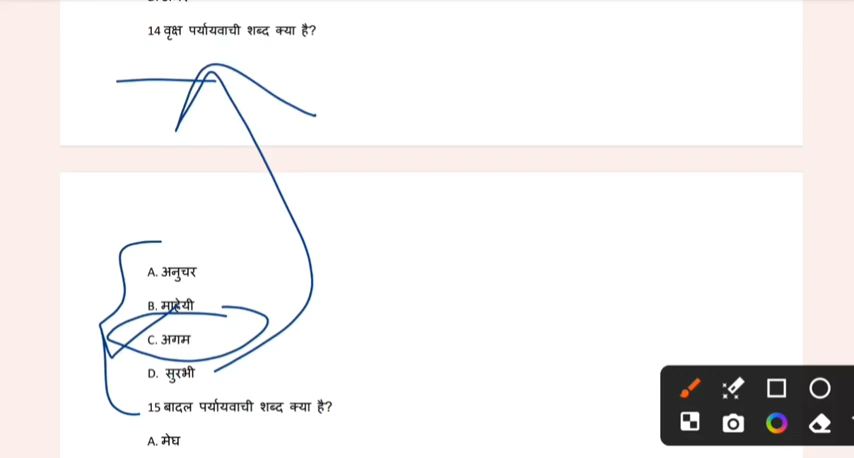 14 वृक्ष पर्यायवाची शब्द क्या है?
A. अनुचर
B. माहेयी
C. अगम
D. सुरभी
15 बादल पर्यायवाची शब्द क्या है?
A. मेघ